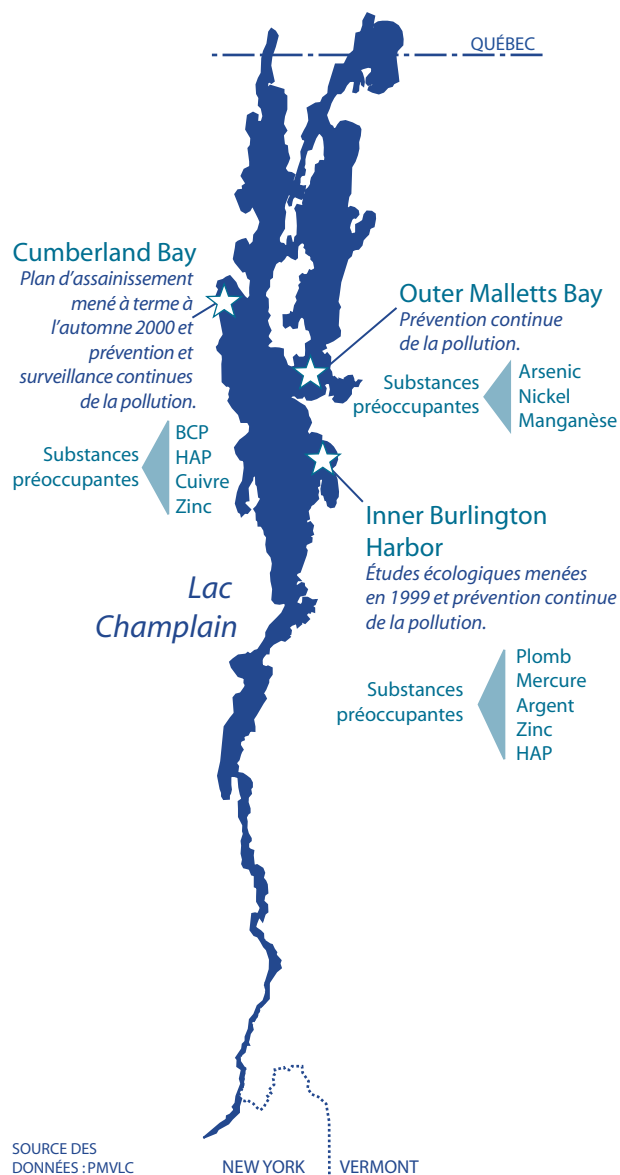 QUÉBEC
Cumberland Bay
Plan d'assainissement
mené à terme à
l'automne 2000 et
prévention et
surveillance continues
de la pollution.
Substances
préoccupantes
BCP
HAP
Cuivre
Zinc
Outer Malletts Bay
Prévention continue
de la pollution.
Substances
préoccupantes
Arsenic
Nickel
Manganèse
Inner Burlington
Harbor
Études écologiques menées
en 1999 et prévention continue
de la pollution.
Substances
préoccupantes
Plomb
Mercure
Argent
Zinc
HAP
Lac
Champlain
SOURCE DES
DONNÉES : PMVLC
NEW YORK
VERMONT